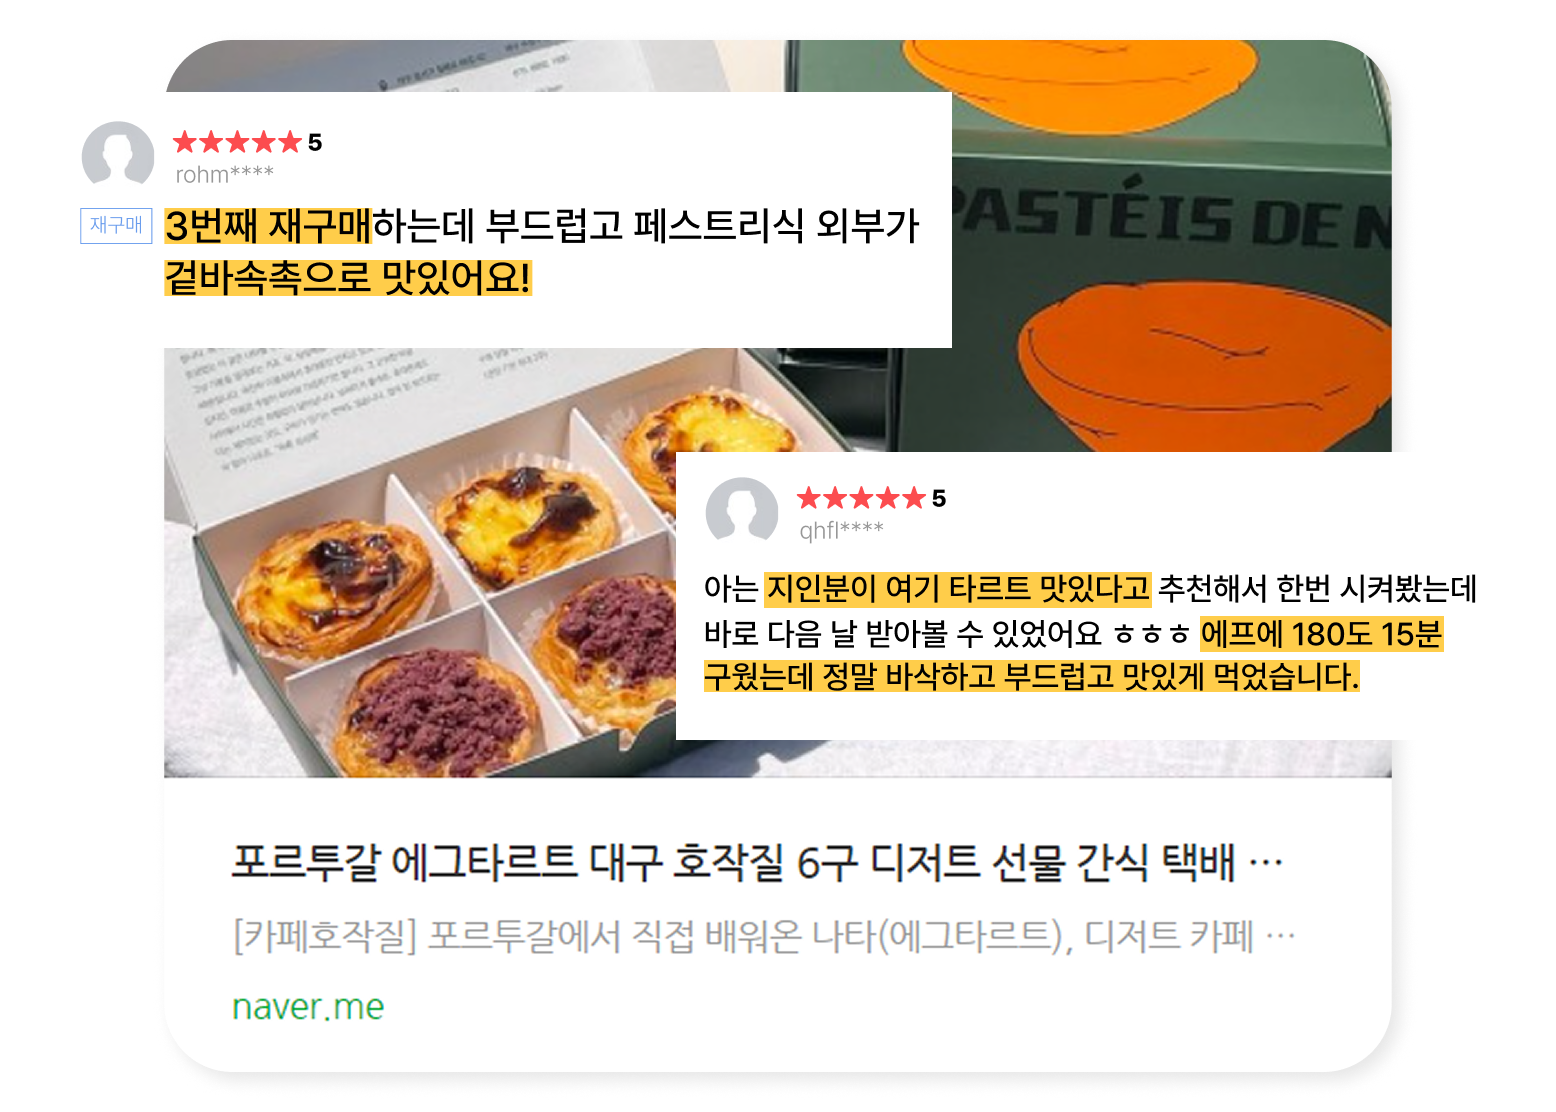 ★★★★★ 5
rohm****
재구매
3번째 재구매하는데 부드럽고 페스트리식 외부가
겉바속촉으로 맛있어요!
PASTÉIS DE N
★★★★★ 5
qhfl****
아는 지인분이 여기 타르트 맛있다고 추천해서 한번 시켜봤는데
바로 다음 날 받아볼 수 있었어요 ㅎㅎㅎ 에프에 180도 15분
구웠는데 정말 바삭하고 부드럽고 맛있게 먹었습니다.
포르투갈 에그타르트 대구 호작질 6구 디저트 선물 간식 택배 ···
[카페호작질] 포르투갈에서 직접 배워온 나타(에그타르트), 디저트 카페 ···
naver.me